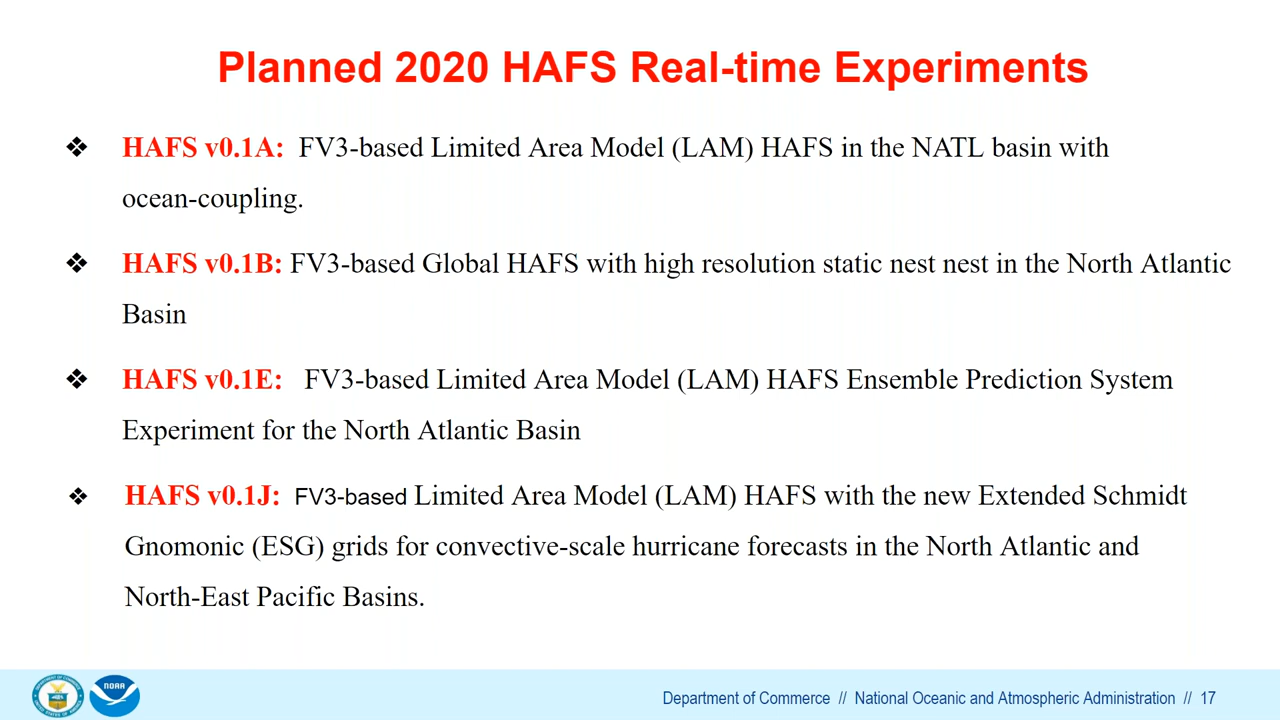 Planned 2020 HAFS Real-time Experiments
❖ HAFS v0.1A: FV3-based Limited Area Model (LAM) HAFS in the NATL basin with
ocean-coupling.
❖ HAFS v0.1B: FV3-based Global HAFS with high resolution static nest nest in the North Atlantic
Basin
❖ HAFS v0.1E: FV3-based Limited Area Model (LAM) HAFS Ensemble Prediction System
Experiment for the North Atlantic Basin
❖ HAFS v0.1J: FV3-based Limited Area Model (LAM) HAFS with the new Extended Schmidt
Gnomonic (ESG) grids for convective-scale hurricane forecasts in the North Atlantic and
North-East Pacific Basins.
NOAA
Department of Commerce // National Oceanic and Atmospheric Administration // 17